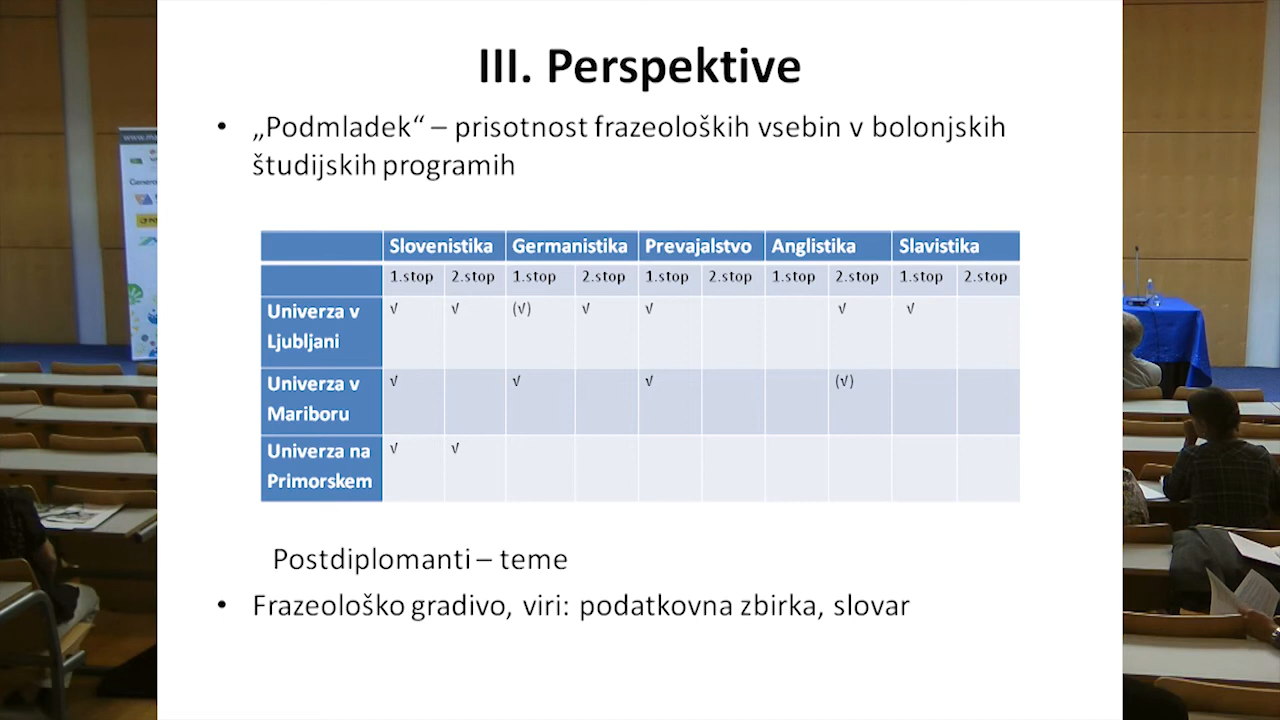 III. Perspektive
• „Podmladek“ – prisotnost frazeoloških vsebin v bolonjskih
študijskih programih
Slovenistika Germanistika Prevajalstvo Anglistika Slavistika
1.stop 2.stop 1.stop 2.stop 1.stop 2.stop 1.stop 2.stop 1.stop 2.stop
Univerza v √ √ (√) √ √ √ √
Ljubljani
Univerza v √ √ √ (√)
Mariboru
Univerza na √ √
Primorskem
Postdiplomanti – teme
• Frazeološko gradivo, viri: podatkovna zbirka, slovar